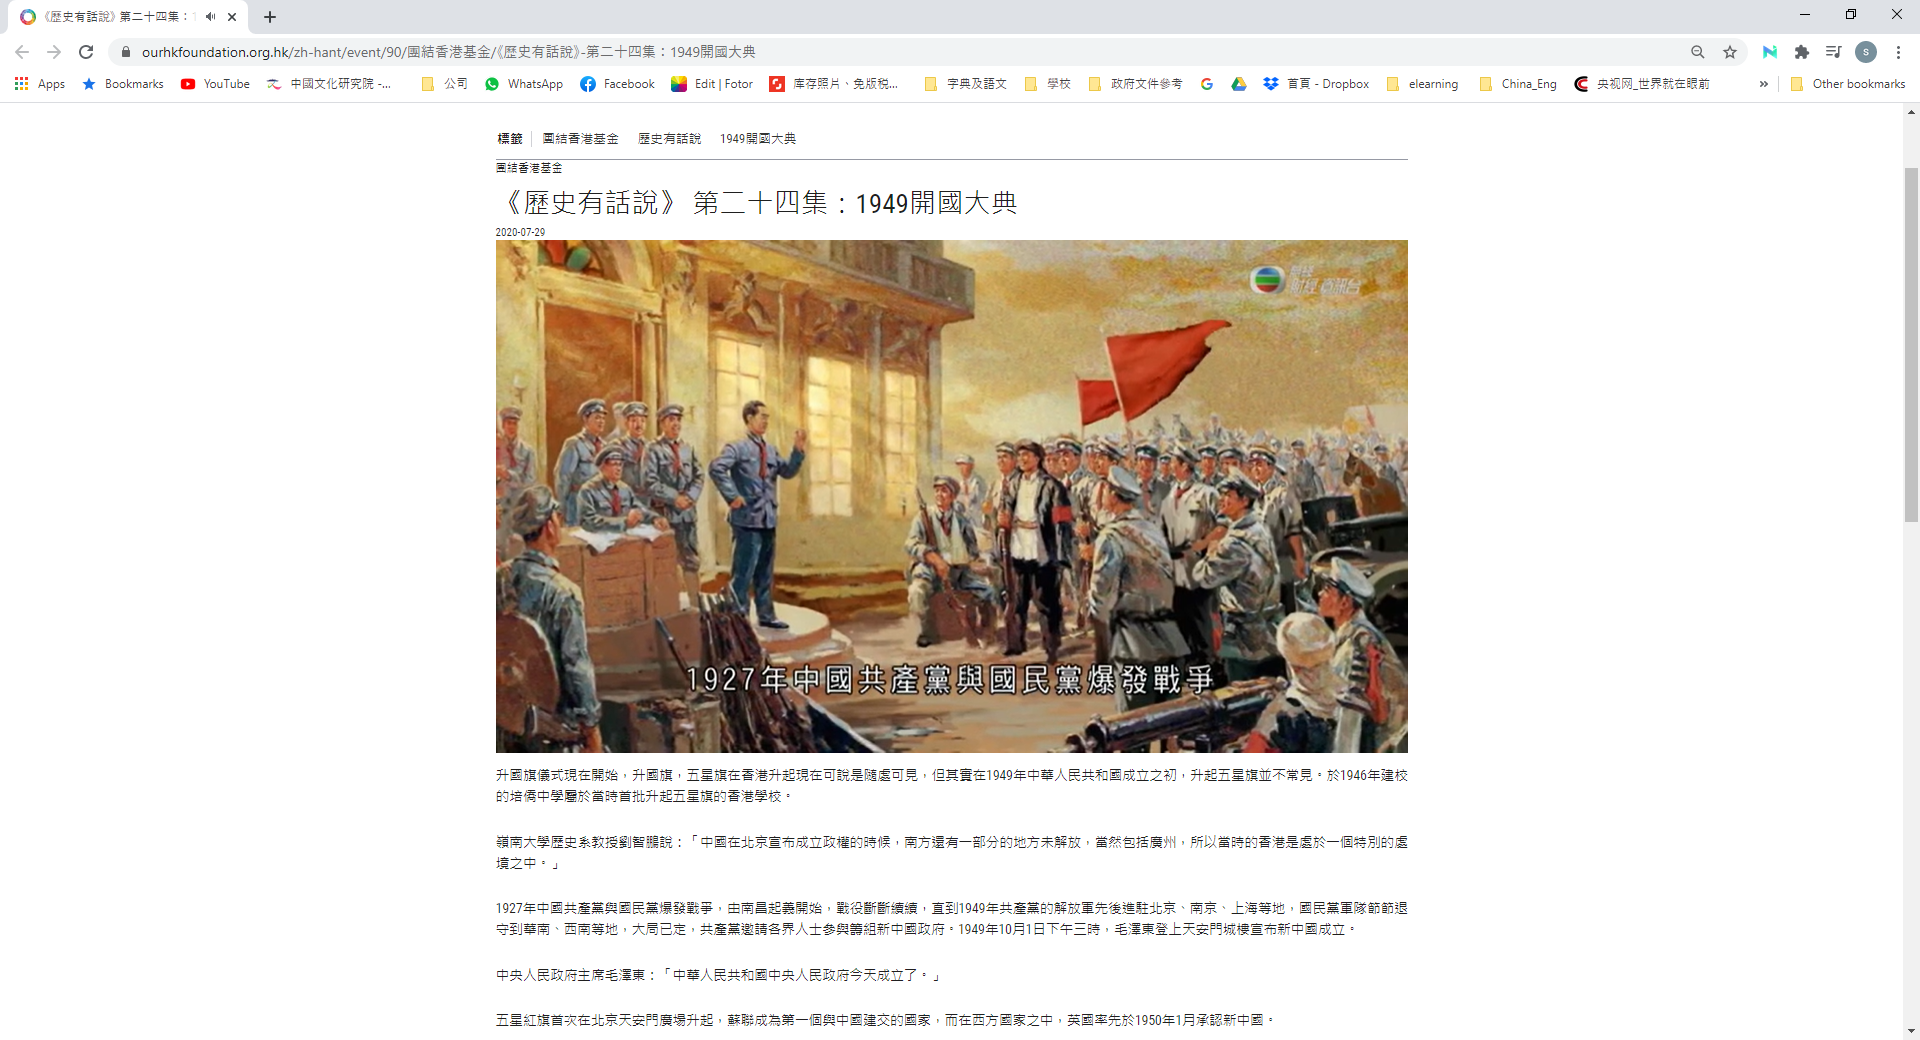 《歷史有話說》 第二十四集：1
ourhkfoundation.org.hk/zh-hant/event/90/團結香港基金/《歷史有話說》-第二十四集：1949開國大典
s
Apps Bookmarks YouTube 中國文化研究院 -... 公司 WhatsApp Facebook Edit | Fotor 库存照片、免版税... 字典及語文 學校 政府文件參考 首頁 - Dropbox elearning China_Eng 央视网_世界就在眼前 » Other bookmarks
標籤 團結香港基金 歷史有話說 1949開國大典
團結香港基金
《歷史有話說》 第二十四集：1949開國大典
2020-07-29
財經 資訊台
1927年中國共產黨與國民黨爆發戰爭
升國旗儀式現在開始，升國旗，五星旗在香港升起現在可說是隨處可見，但其實在1949年中華人民共和國成立之初，升起五星旗並不常見。於1946年建校
的培僑中學屬於當時首批升起五星旗的香港學校。
嶺南大學歷史系教授劉智鵬說：「中國在北京宣布成立政權的時候，南方還有一部分的地方未解放，當然包括廣州，所以當時的香港是處於一個特別的處
境之中。」
1927年中國共產黨與國民黨爆發戰爭，由南昌起義開始，戰役斷斷續續，直到1949年共產黨的解放軍先後進駐北京、南京、上海等地，國民黨軍隊節節退
守到華南、西南等地，大局已定，共產黨邀請各界人士參與籌組新中國政府。1949年10月1日下午三時，毛澤東登上天安門城樓宣布新中國成立。
中央人民政府主席毛澤東：「中華人民共和國中央人民政府今天成立了。」
五星紅旗首次在北京天安門廣場升起，蘇聯成為第一個與中國建交的國家，而在西方國家之中，英國率先於1950年1月承認新中國。